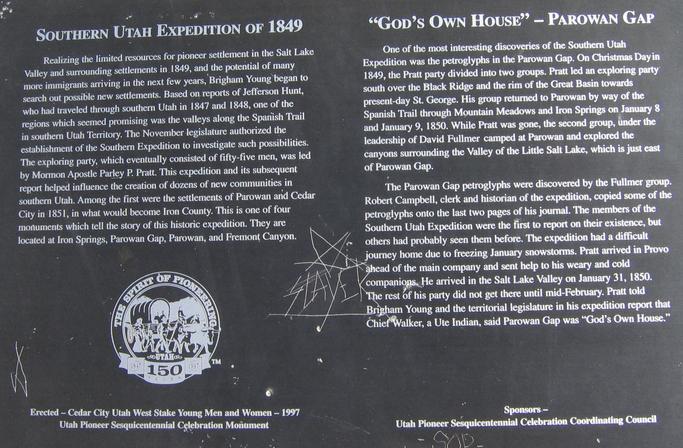 SOUTHERN UTAH EXPEDITION OF 1849
Realizing the limited resources for pioneer settlement in the Salt Lake
Valley and surrounding settlements in 1849, and the potential of many
more immigrants arriving in the next few years, Brigham Young began to
search out possible new settlements. Based on reports of Jefferson Hunt,
who had traveled through southern Utah in 1847 and 1848, one of the
regions which seemed promising was the valleys along the Spanish Trail
in southern Utah Territory. The November legislature authorized the
establishment of the Southern Expedition to investigate such possibilities.
The exploring party, which eventually consisted of fifty-five men, was led
by Mormon Apostle Parley P. Pratt. This expedition and its subsequent
report helped influence the creation of dozens of new communities in
southern Utah. Among the first were the settlements of Parowan and Cedar
City in 1851, in what would become Iron County. This is one of four
monuments which tell the story of this historic expedition. They are
located at Iron Springs, Parowan Gap, Parowan, and Fremont Canyon.
THE SPIRIT OF PIONEERING
UTAH
150
TM
Erected – Cedar City Utah West Stake Young Men and Women – 1997
Utah Pioneer Sesquicentennial Celebration Monument
“GOD’S OWN HOUSE” – PAROWAN GAP
One of the most interesting discoveries of the Southern Utah
Expedition was the petroglyphs in the Parowan Gap. On Christmas Day in
1849, the Pratt party divided into two groups. Pratt led an exploring party
south over the Black Ridge and the rim of the Great Basin towards
present-day St. George. His group returned to Parowan by way of the
Spanish Trail through Mountain Meadows and Iron Springs on January 8
and January 9, 1850. While Pratt was gone, the second group, under the
leadership of David Fullmer camped at Parowan and explored the
canyons surrounding the Valley of the Little Salt Lake, which is just east
of Parowan Gap.
The Parowan Gap petroglyphs were discovered by the Fullmer group.
Robert Campbell, clerk and historian of the expedition, copied some of the
petroglyphs onto the last two pages of his journal. The members of the
Southern Utah Expedition were the first to report on their existence, but
others had probably seen them before. The expedition had a difficult
journey home due to freezing January snowstorms. Pratt arrived in Provo
ahead of the main company and sent help to his weary and cold
companions. He arrived in the Salt Lake Valley on January 31, 1850.
The rest of his party did not get there until mid-February. Pratt told
Brigham Young and the territorial legislature in his expedition report that
Chief Walker, a Ute Indian, said Parowan Gap was “God’s Own House.”
Sponsors –
Utah Pioneer Sesquicentennial Celebration Coordinating Council
SLAYER